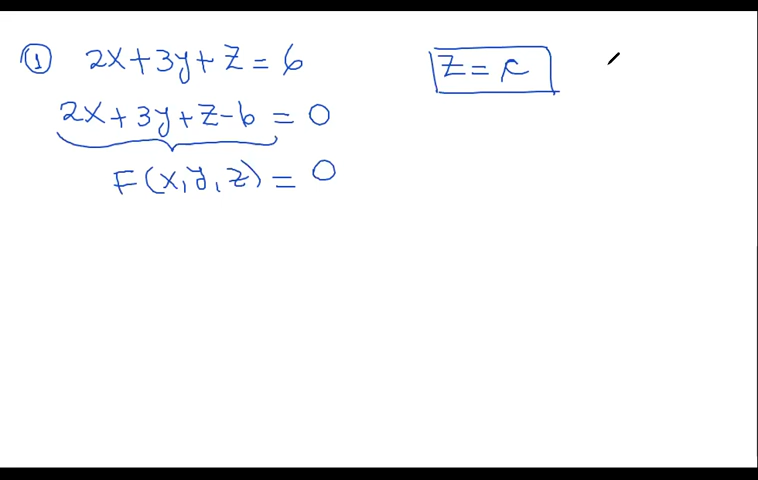 ① 2x + 3y + z = 6
2x + 3y + z - 6 = 0
F(x, y, z) = 0
z = c